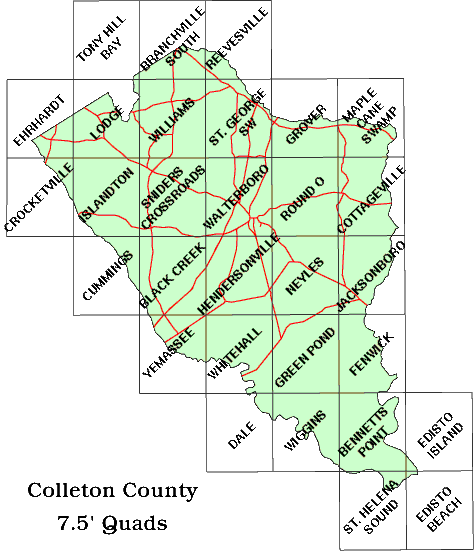 TONY HILL
BAY
BRANCHVILLE
SOUTH
REEVESVILLE
EHRHARDT
LODGE
WILLIAMS
ST. GEORGE
SW
GROVER
MAPLE
CANE
SWAMP
CROCKETVILLE
ISLANDTON
SNIDERS
CROSSROADS
WALTERBORO
ROUND O
COTTAGEVILLE
CUMMINGS
BLACK CREEK
HENDERSONVILLE
NEYLES
JACKSONBORO
YEMASSEE
WHITEHALL
GREEN POND
FENWICK
DALE
WIGGINS
BENNETTS
POINT
EDISTO
ISLAND
ST. HELENA
SOUND
EDISTO
BEACH
Colleton County
7.5' Quads